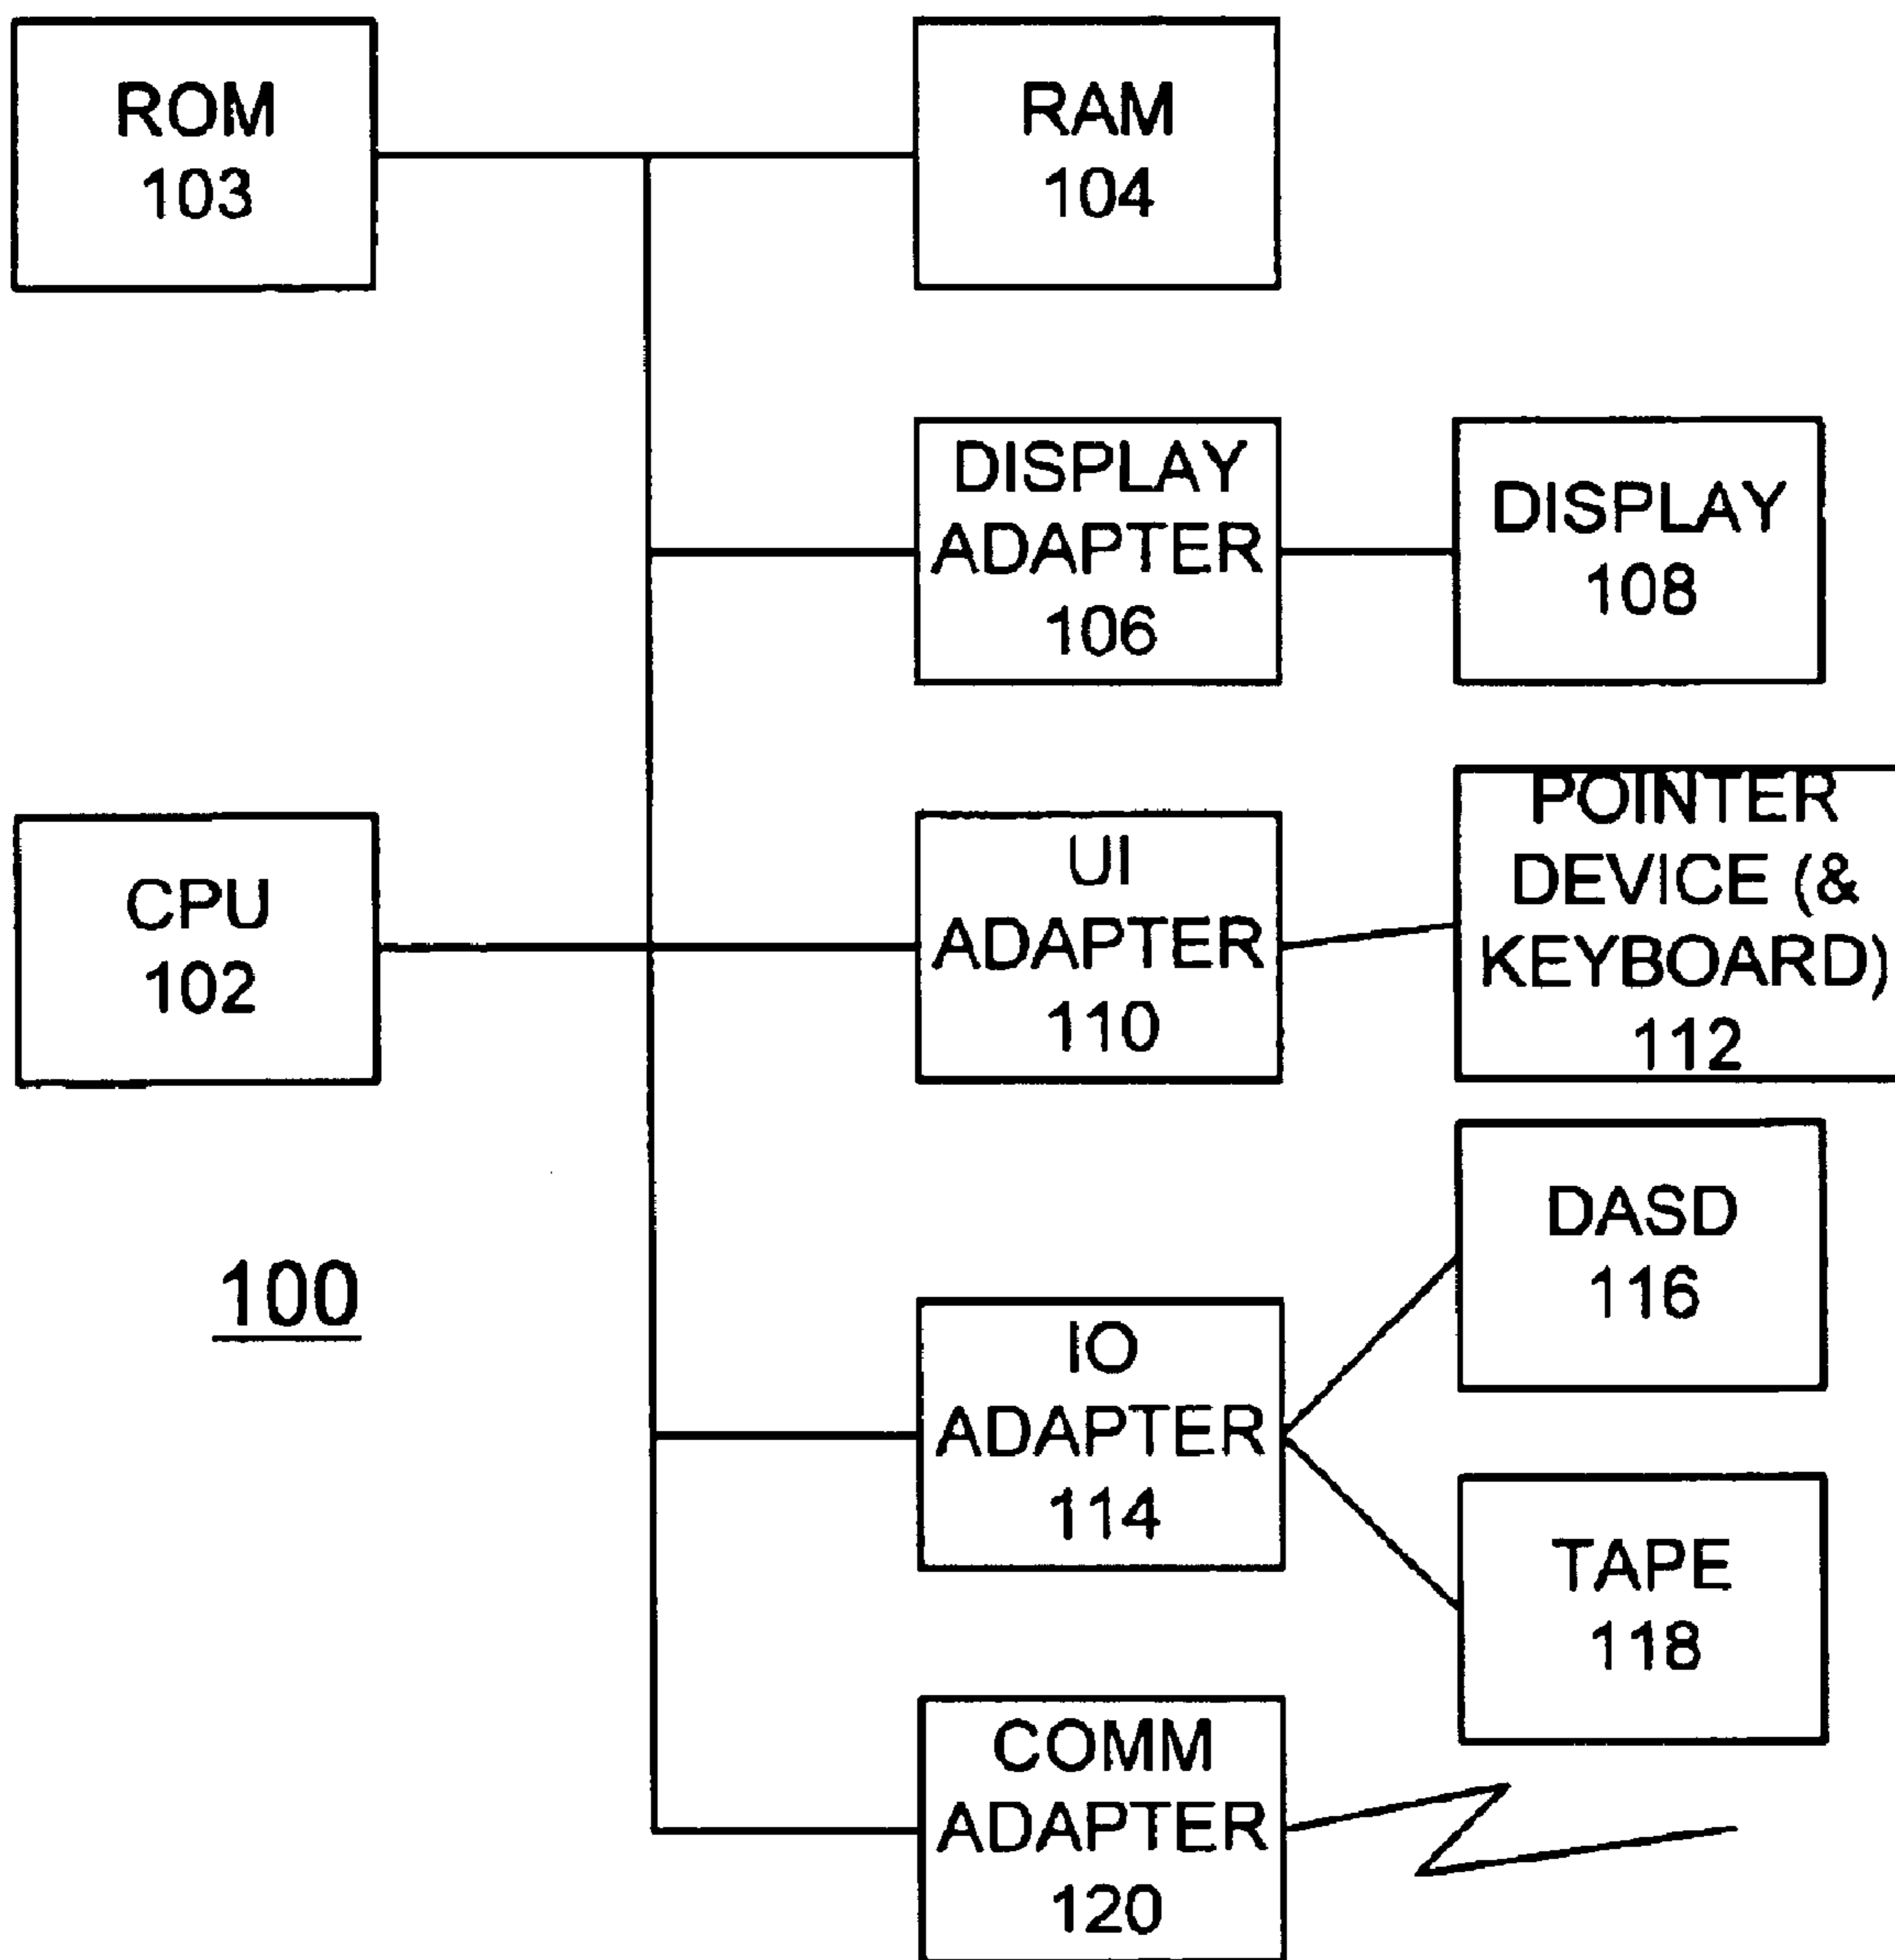 ROM
103
RAM
104
DISPLAY
ADAPTER
106
DISPLAY
108
CPU
102
UI
ADAPTER
110
POINTER
DEVICE (&
KEYBOARD)
112
100
DASD
116
IO
ADAPTER
114
TAPE
118
COMM
ADAPTER
120